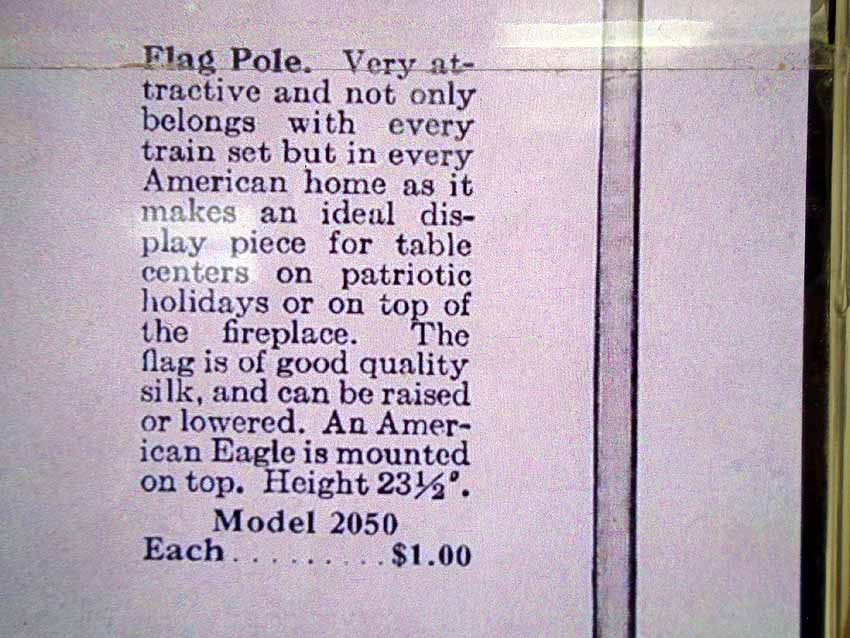 Flag Pole. Very at-
tractive and not only
belongs with every
train set but in every
American home as it
makes an ideal dis-
play piece for table
centers on patriotic
holidays or on top of
the fireplace. The
flag is of good quality
silk, and can be raised
or lowered. An Amer-
ican Eagle is mounted
on top. Height 23½".
Model 2050
Each.........$1.00